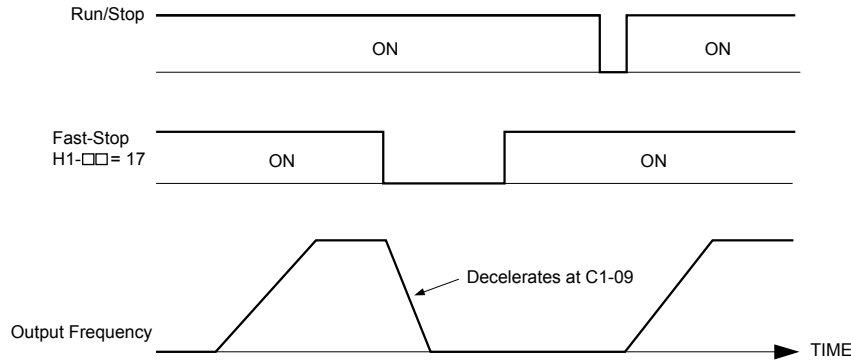 Run/Stop
ON
ON
Fast-Stop
H1-□□= 17
ON
ON
Decelerates at C1-09
Output Frequency
TIME